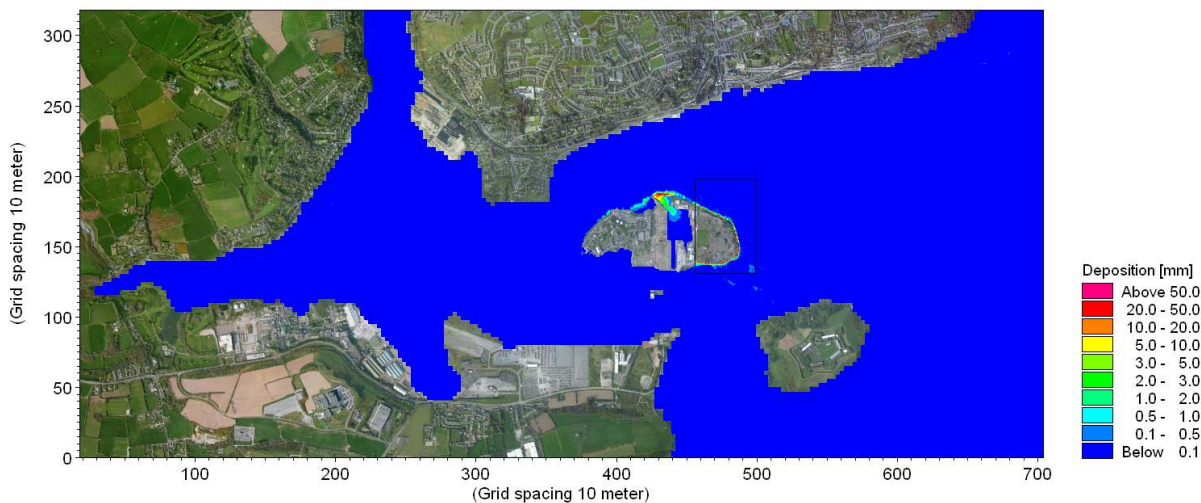 300
250
200
150
100
50
0
(Grid spacing 10 meter)
100 200 300 400 500 600 700
(Grid spacing 10 meter)
Deposition [mm]
Above 50.0
20.0 - 50.0
10.0 - 20.0
5.0 - 10.0
3.0 - 5.0
2.0 - 3.0
1.0 - 2.0
0.5 - 1.0
0.1 - 0.5
Below 0.1